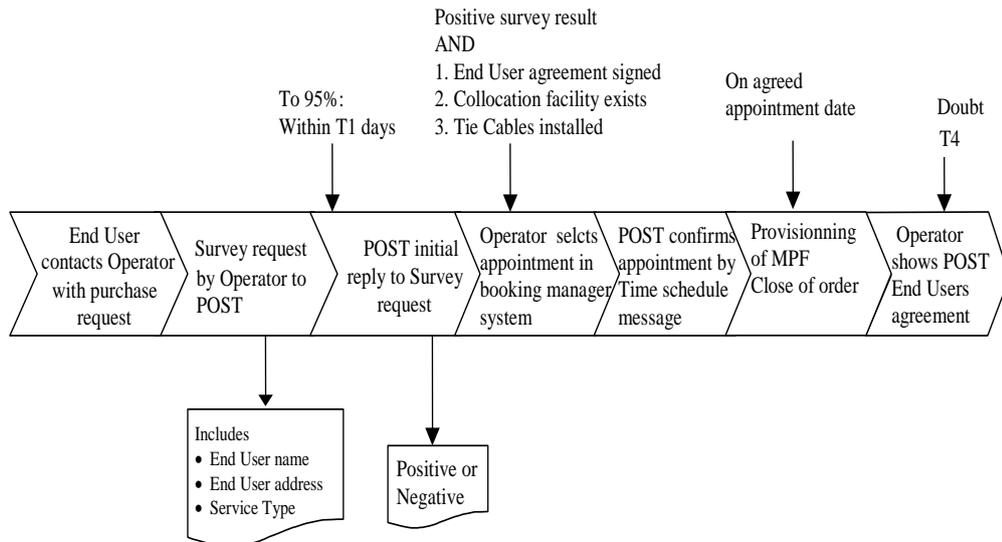 To 95%:
Within T1 days
Positive survey result
AND
1. End User agreement signed
2. Collocation facility exists
3. Tie Cables installed
On agreed
appointment date
Doubt
T4
End User
contacts Operator
with purchase
request
Survey request
by Operator to
POST
POST initial
reply to Survey
request
Operator selcts
appointment in
booking manager
system
POST confirms
appointment by
Time schedule
message
Provisionning
of MPF
Close of order
Operator
shows POST
End Users
agreement
Includes
• End User name
• End User address
• Service Type
Positive or
Negative